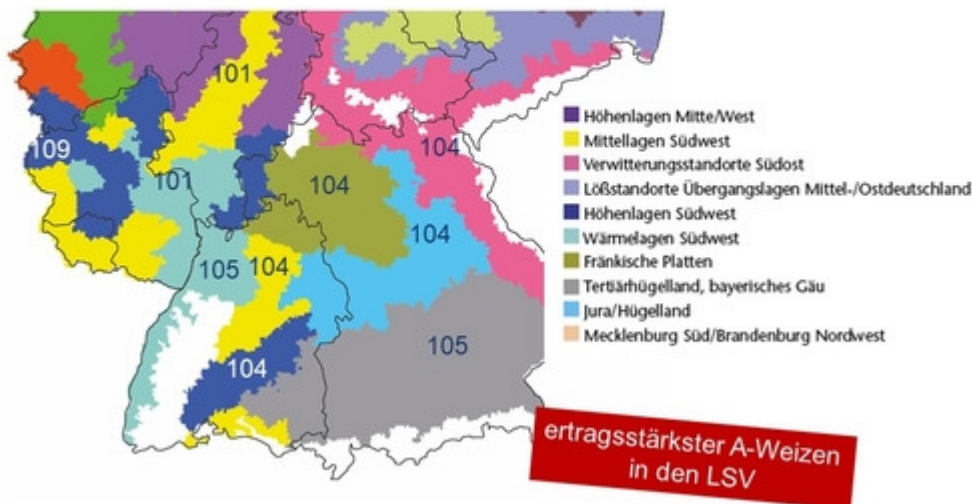 101
109
101
104
104
104
105
104
104
105
Höhenlagen Mitte/West
Mittellagen Südwest
Verwitterungsstandorte Südost
Lößstandorte Übergangslagen Mittel-/Ostdeutschland
Höhenlagen Südwest
Wärmelagen Südwest
Fränkische Platten
Tertiärhügelland, bayerisches Gäu
Jura/Hügelland
Mecklenburg Süd/Brandenburg Nordwest
ertragsstärkster A-Weizen
in den LSV